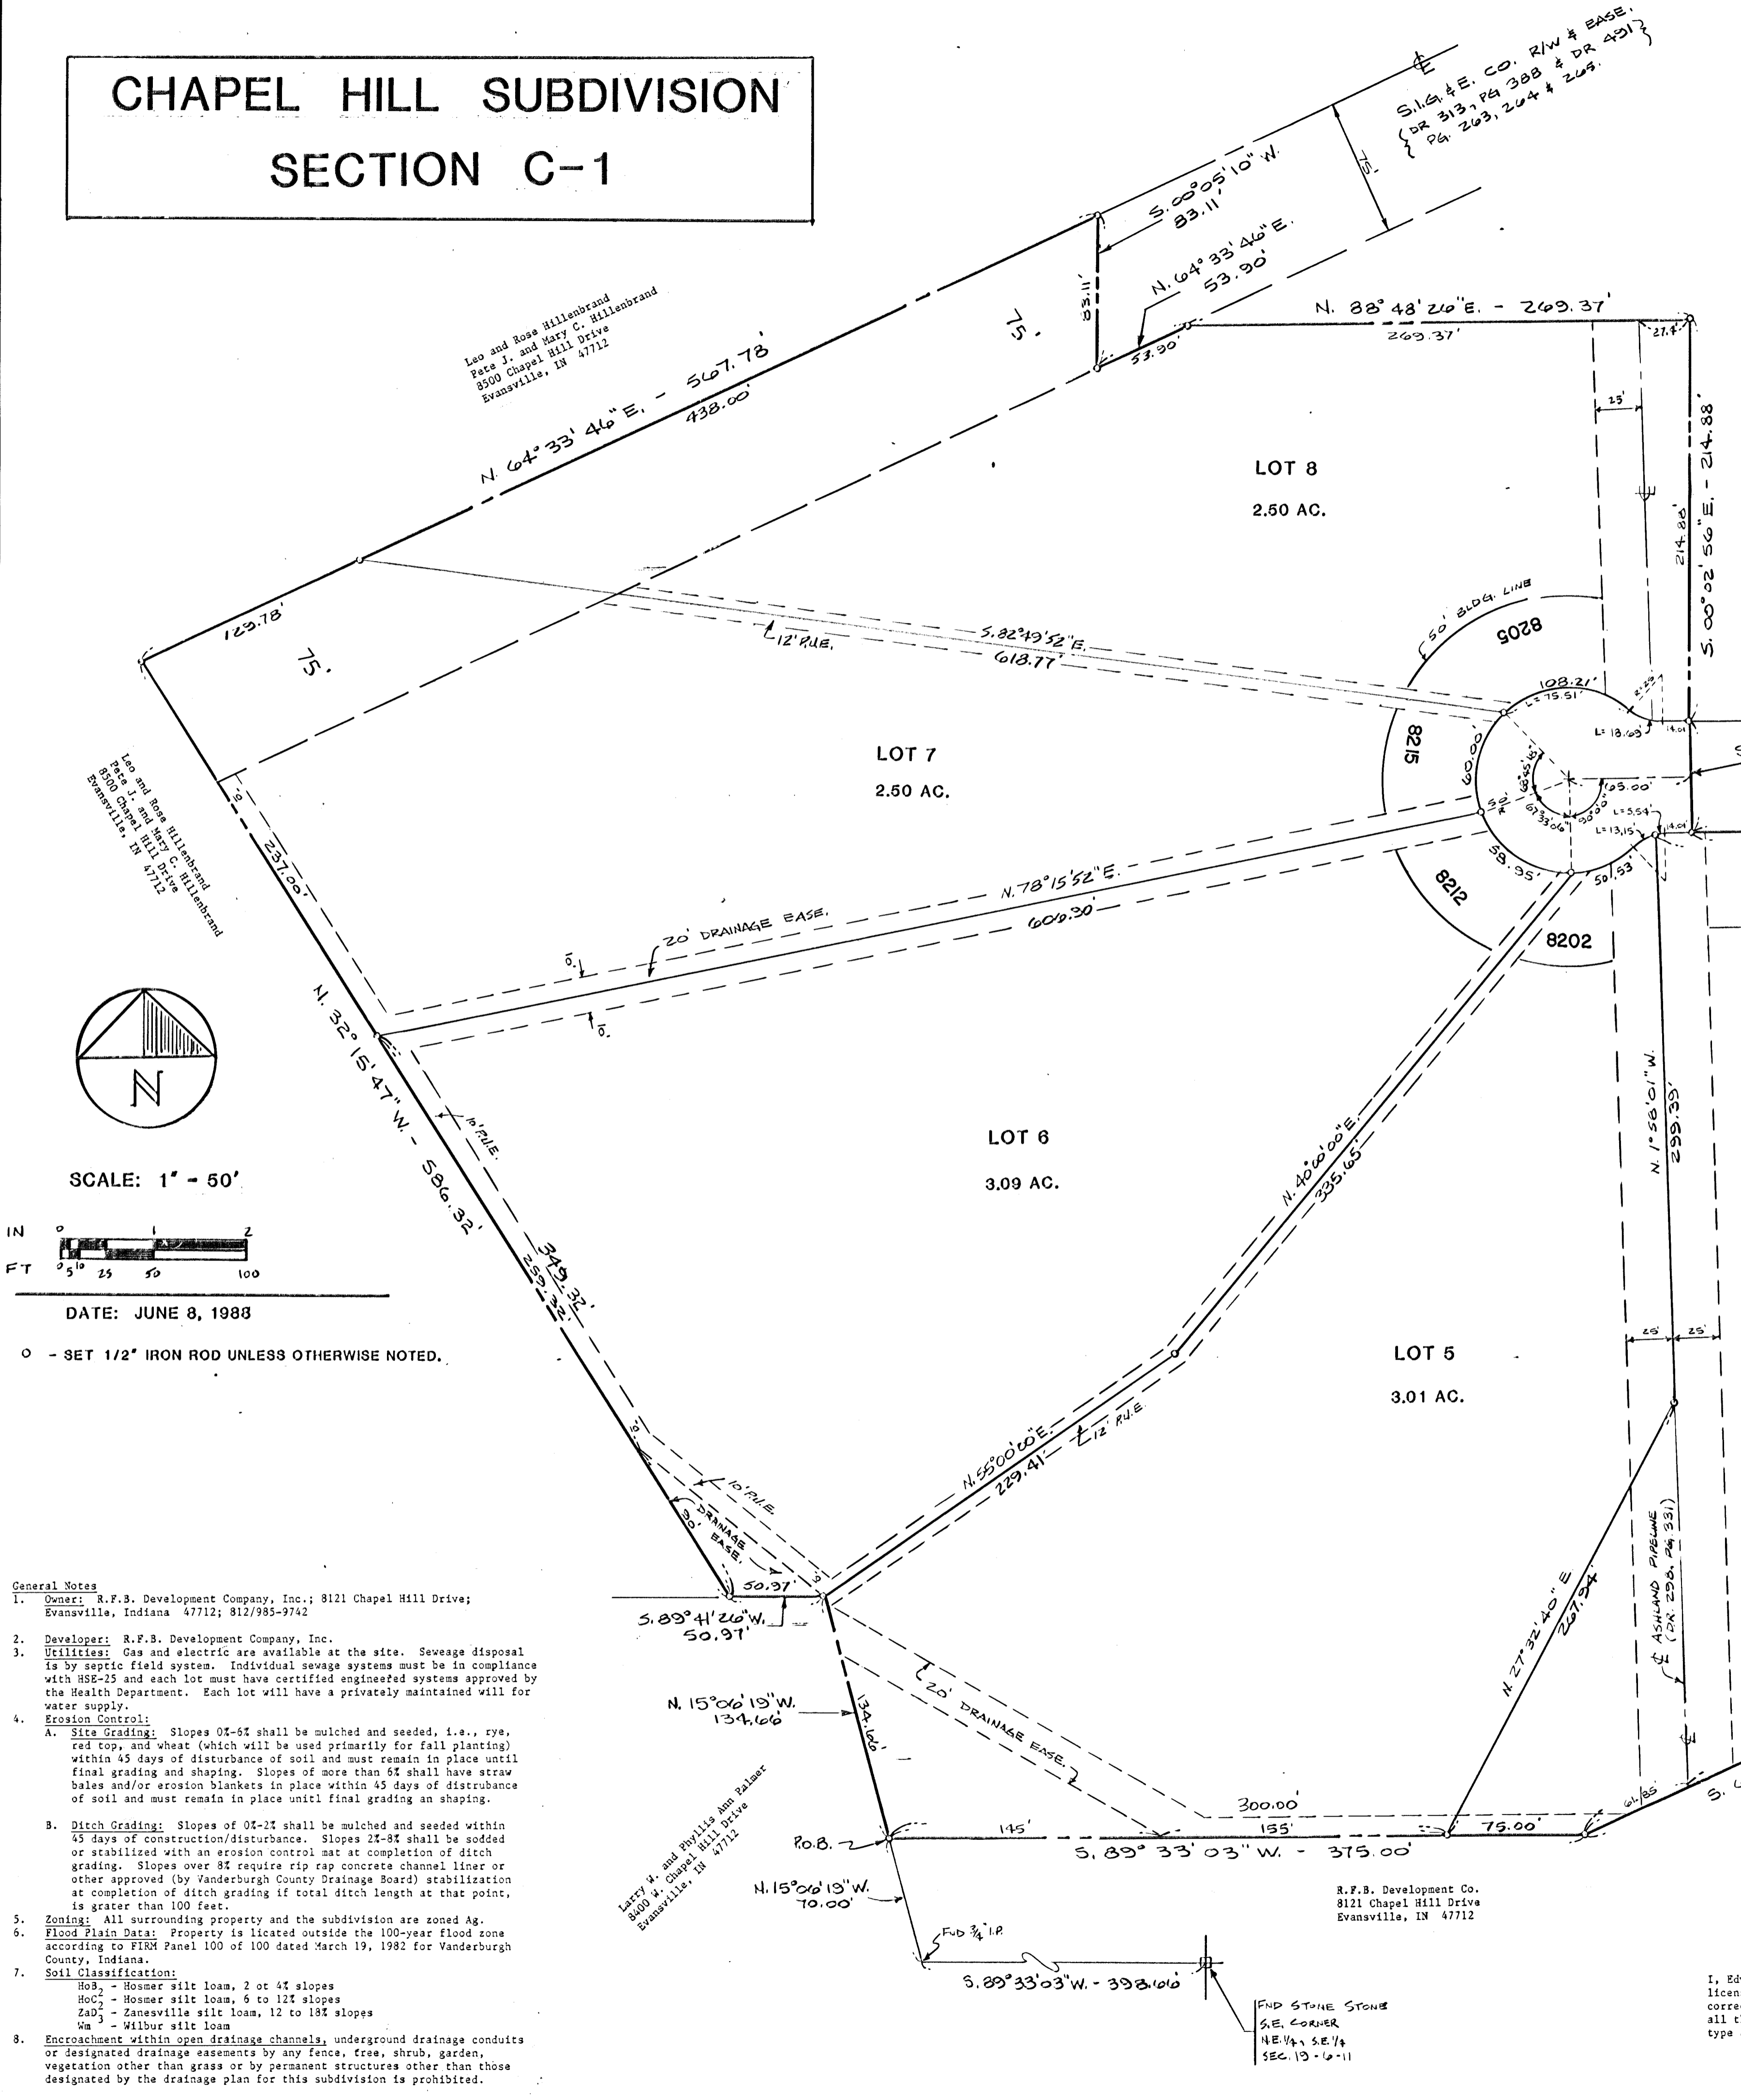 CHAPEL HILL SUBDIVISION
SECTION C-1
S.I.G. & E. CO. R/W & EASE.
{DR 313, PG 388 & DR 491}
{PG. 263, 264 & 265.
75'
S. 00°05'10" W.
83.11'
83.11'
N. 64°33'46" E.
53.90'
53.90'
N. 88°48'26" E. - 269.37'
269.37'
27.4'
Leo and Rose Hillenbrand
Pete J. and Mary C. Hillenbrand
8500 Chapel Hill Drive
Evansville, IN 47712
N. 64°33'46" E. - 567.78'
438.00'
75'
129.78'
75'
25'
S. 00°02'56" E. - 214.88'
214.88'
LOT 8
2.50 AC.
50' BLDG. LINE
8205
12' P.U.E.
S. 82°49'52" E.
618.77'
108.21'
L=75.51'
L=18.69'
14.01'
LOT 7
2.50 AC.
8215
60.00'
50' R
67°33'06"
90°00'00"
65.00'
L=5.54'
L=13.15'
14.01'
58.95'
50.53'
8212
8202
Leo and Rose Hillenbrand
Pete J. and Mary C. Hillenbrand
8500 Chapel Hill Drive
Evansville, IN 47712
237.00'
20' DRAINAGE EASE.
N. 78°15'52" E.
606.30'
N. 32°15'47" W. - 586.32'
10' P.U.E.
N
SCALE: 1" - 50'
IN 0 1 2
FT 0 5 10 25 50 100
DATE: JUNE 8, 1988
O - SET 1/2" IRON ROD UNLESS OTHERWISE NOTED.
LOT 6
3.09 AC.
N. 40°00'00" E.
335.65'
N. 1°58'01" W.
299.39'
349.32'
259.32'
25' 25'
LOT 5
3.01 AC.
N. 55°00'00" E.
229.41'
12' P.U.E.
10' P.U.E.
DRAINAGE
EASE.
90'
50.97'
S. 89°41'26" W.
50.97'
N. 27°32'40" E
267.94'
℄ ASHLAND PIPELINE
(DR. 298, PG. 331)
N. 15°06'19" W.
134.66'
134.66'
20' DRAINAGE EASE.
Larry W. and Phyllis Ann Palmer
8400 W. Chapel Hill Drive
Evansville, IN 47712
P.O.B.
145'
300.00'
155'
75.00'
61.85'
S. 89°33'03" W. - 375.00'
N. 15°06'19" W.
70.00'
FND 3/4" I.P.
S. 89°33'03" W. - 398.66'
FND STONE STONE
S.E. CORNER
N.E. 1/4, S.E. 1/4
SEC. 19-6-11
R.F.B. Development Co.
8121 Chapel Hill Drive
Evansville, IN 47712
General Notes
1. Owner: R.F.B. Development Company, Inc.; 8121 Chapel Hill Drive;
Evansville, Indiana 47712; 812/985-9742
2. Developer: R.F.B. Development Company, Inc.
3. Utilities: Gas and electric are available at the site. Sewage disposal
is by septic field system. Individual sewage systems must be in compliance
with HSE-25 and each lot must have certified engineered systems approved by
the Health Department. Each lot will have a privately maintained will for
water supply.
4. Erosion Control:
A. Site Grading: Slopes 0%-6% shall be mulched and seeded, i.e., rye,
red top, and wheat (which will be used primarily for fall planting)
within 45 days of disturbance of soil and must remain in place until
final grading and shaping. Slopes of more than 6% shall have straw
bales and/or erosion blankets in place within 45 days of distrubance
of soil and must remain in place unitl final grading an shaping.
B. Ditch Grading: Slopes of 0%-2% shall be mulched and seeded within
45 days of construction/disturbance. Slopes 2%-8% shall be sodded
or stabilized with an erosion control mat at completion of ditch
grading. Slopes over 8% require rip rap concrete channel liner or
other approved (by Vanderburgh County Drainage Board) stabilization
at completion of ditch grading if total ditch length at that point,
is grater than 100 feet.
5. Zoning: All surrounding property and the subdivision are zoned Ag.
6. Flood Plain Data: Property is located outside the 100-year flood zone
according to FIRM Panel 100 of 100 dated March 19, 1982 for Vanderburgh
County, Indiana.
7. Soil Classification:
HoB2 - Hosmer silt loam, 2 ot 4% slopes
HoC2 - Hosmer silt loam, 6 to 12% slopes
ZaD3 - Zanesville silt loam, 12 to 18% slopes
Wm - Wilbur silt loam
8. Encroachment within open drainage channels, underground drainage conduits
or designated drainage easements by any fence, free, shrub, garden,
vegetation other than grass or by permanent structures other than those
designated by the drainage plan for this subdivision is prohibited.
I, Ed
licen
corre
all t
type